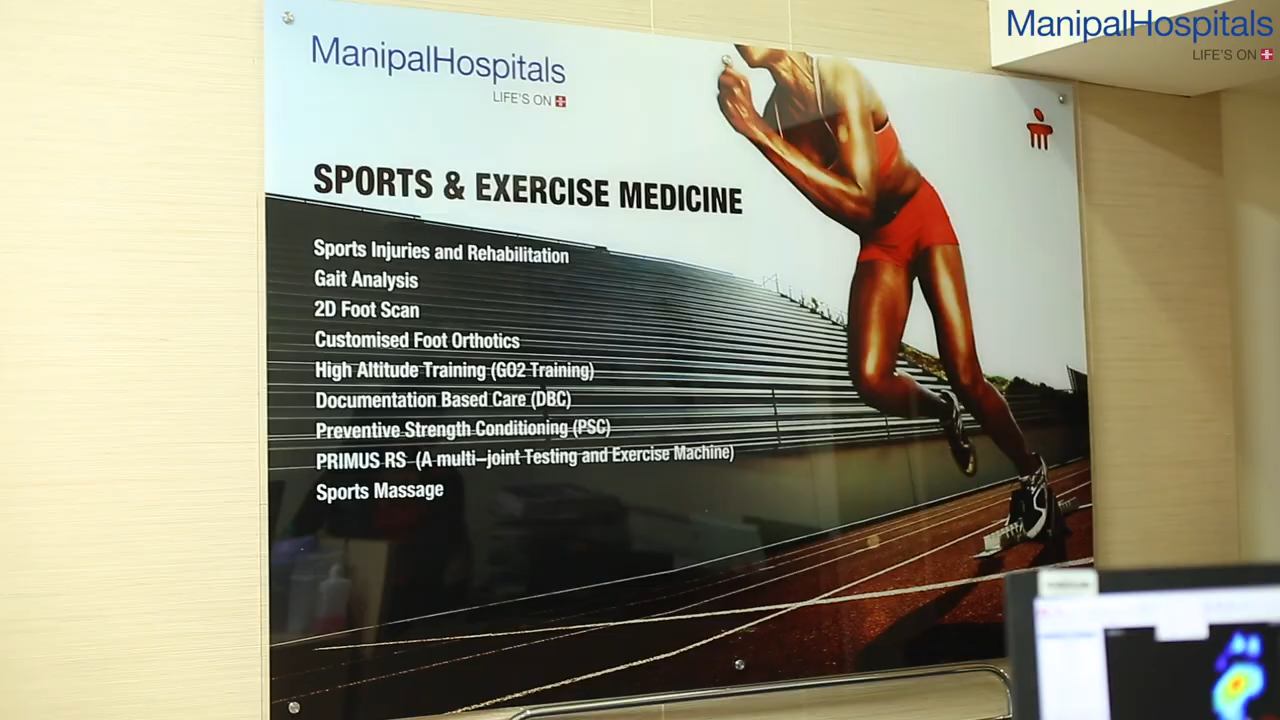 ManipalHospitals
LIFE'S ON
ManipalHospitals
LIFE'S ON
SPORTS & EXERCISE MEDICINE
Sports Injuries and Rehabilitation
Gait Analysis
2D Foot Scan
Customised Foot Orthotics
High Altitude Training (GO2 Training)
Documentation Based Care (DBC)
Preventive Strength Conditioning (PSC)
PRIMUS RS (A multi–joint Testing and Exercise Machine)
Sports Massage